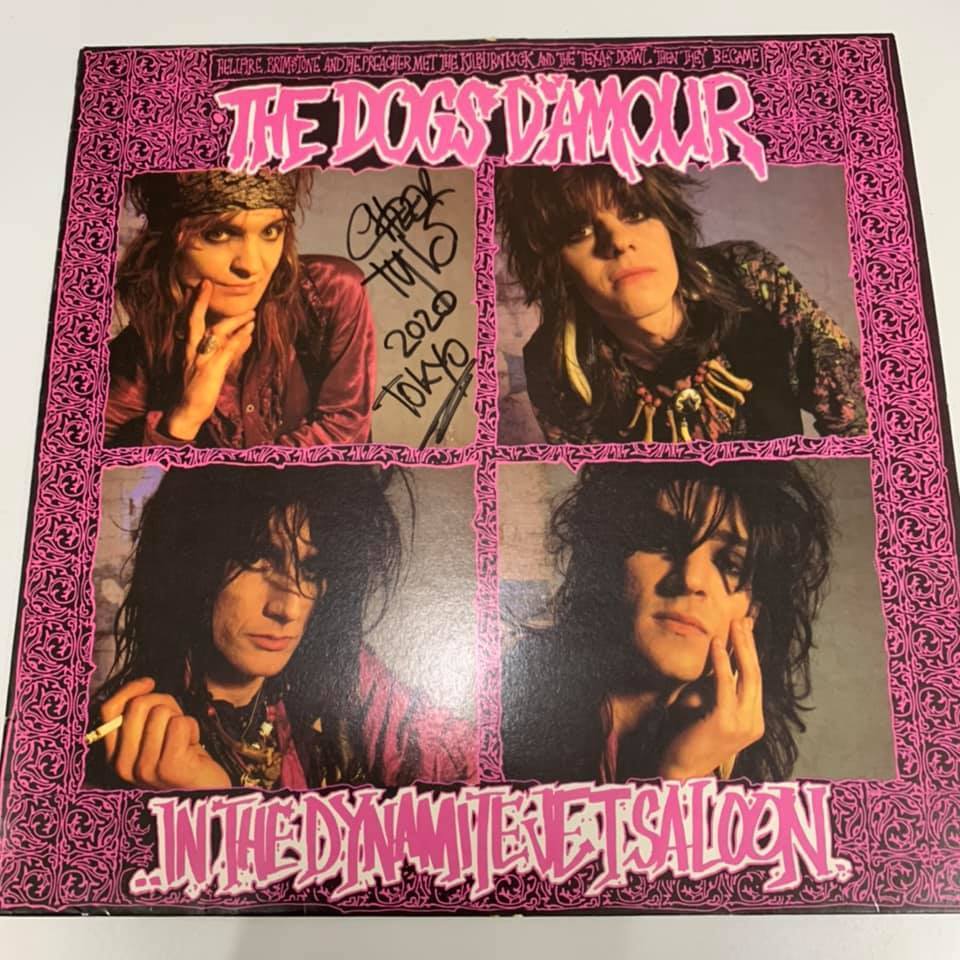 HELLFIRE, BRIMSTONE AND THE PREACHER MET THE KILBURN KICK AND THE TEXAS DRAWL. THEN THEY BECAME
THE DOGS D'AMOUR
2020
TOKYO
...IN THE DYNAMITE JET SALOON